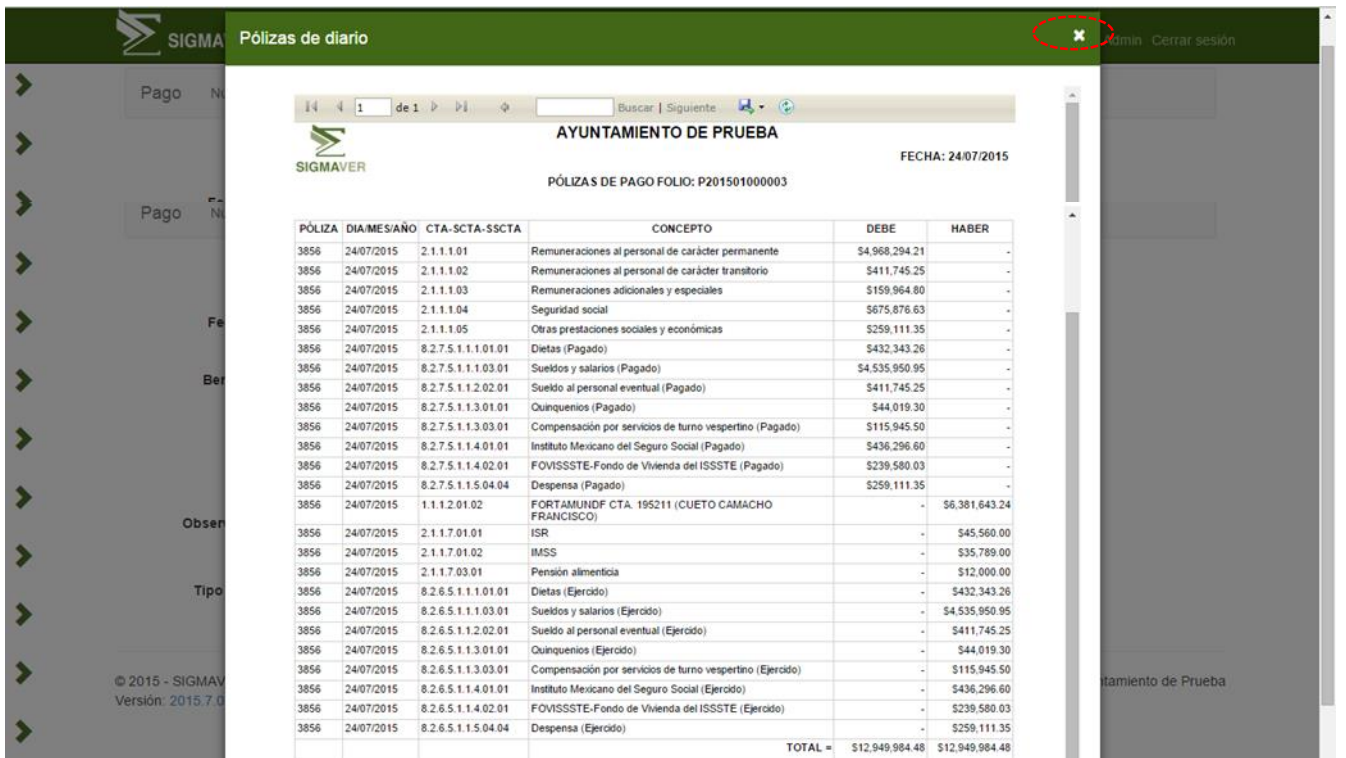 SIGMA
Pólizas de diario
Admin Cerrar sesión
Pago
1 de 1 Buscar | Siguiente
SIGMAVER
AYUNTAMIENTO DE PRUEBA
FECHA: 24/07/2015
PÓLIZAS DE PAGO FOLIO: P201501000003
Pago
PÓLIZA DIA/MES/AÑO CTA-SCTA-SSCTA CONCEPTO DEBE HABER
3856 24/07/2015 2.1.1.1.01 Remuneraciones al personal de carácter permanente $4,968,294.21 -
3856 24/07/2015 2.1.1.1.02 Remuneraciones al personal de carácter transitorio $411,745.25 -
3856 24/07/2015 2.1.1.1.03 Remuneraciones adicionales y especiales $159,964.80 -
3856 24/07/2015 2.1.1.1.04 Seguridad social $675,876.63 -
3856 24/07/2015 2.1.1.1.05 Otras prestaciones sociales y económicas $259,111.35 -
3856 24/07/2015 8.2.7.5.1.1.1.01.01 Dietas (Pagado) $432,343.26 -
3856 24/07/2015 8.2.7.5.1.1.1.03.01 Sueldos y salarios (Pagado) $4,535,950.95 -
3856 24/07/2015 8.2.7.5.1.1.2.02.01 Sueldo al personal eventual (Pagado) $411,745.25 -
3856 24/07/2015 8.2.7.5.1.1.3.01.01 Quinquenios (Pagado) $44,019.30 -
3856 24/07/2015 8.2.7.5.1.1.3.03.01 Compensación por servicios de turno vespertino (Pagado) $115,945.50 -
3856 24/07/2015 8.2.7.5.1.1.4.01.01 Instituto Mexicano del Seguro Social (Pagado) $436,296.60 -
3856 24/07/2015 8.2.7.5.1.1.4.02.01 FOVISSSTE-Fondo de Vivienda del ISSSTE (Pagado) $239,580.03 -
3856 24/07/2015 8.2.7.5.1.1.5.04.04 Despensa (Pagado) $259,111.35 -
3856 24/07/2015 1.1.1.2.01.02 FORTAMUNDF CTA. 195211 (CUETO CAMACHO FRANCISCO) - $6,381,643.24
3856 24/07/2015 2.1.1.7.01.01 ISR - $45,560.00
3856 24/07/2015 2.1.1.7.01.02 IMSS - $35,789.00
3856 24/07/2015 2.1.1.7.03.01 Pensión alimenticia - $12,000.00
3856 24/07/2015 8.2.6.5.1.1.1.01.01 Dietas (Ejercido) - $432,343.26
3856 24/07/2015 8.2.6.5.1.1.1.03.01 Sueldos y salarios (Ejercido) - $4,535,950.95
3856 24/07/2015 8.2.6.5.1.1.2.02.01 Sueldo al personal eventual (Ejercido) - $411,745.25
3856 24/07/2015 8.2.6.5.1.1.3.01.01 Quinquenios (Ejercido) - $44,019.30
3856 24/07/2015 8.2.6.5.1.1.3.03.01 Compensación por servicios de turno vespertino (Ejercido) - $115,945.50
3856 24/07/2015 8.2.6.5.1.1.4.01.01 Instituto Mexicano del Seguro Social (Ejercido) - $436,296.60
3856 24/07/2015 8.2.6.5.1.1.4.02.01 FOVISSSTE-Fondo de Vivienda del ISSSTE (Ejercido) - $239,580.03
3856 24/07/2015 8.2.6.5.1.1.5.04.04 Despensa (Ejercido) - $259,111.35
TOTAL = $12,949,984.48 $12,949,984.48
Fe
Ber
Obser
Tipo
© 2015 - SIGMAV
Versión: 2015.7.0
ntamiento de Prueba